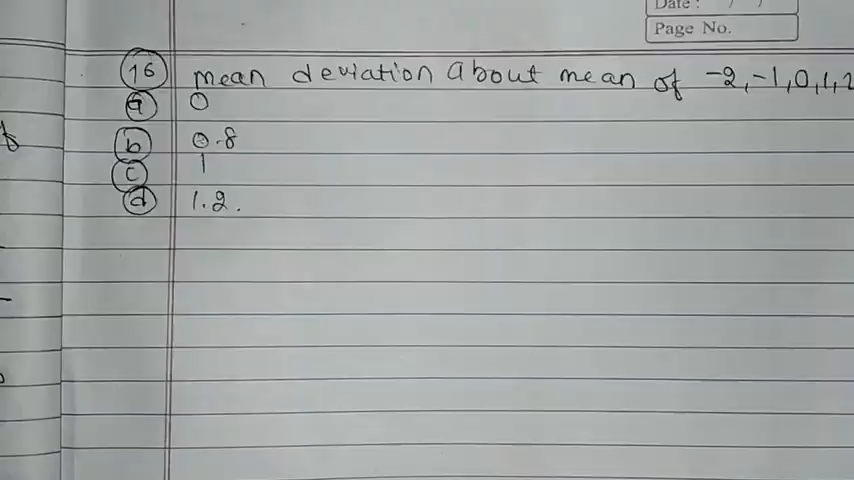 Date : / /
Page No.
16 mean deviation about mean of -2,-1,0,1,2
a 0
b 0.8
c 1
d 1.2.